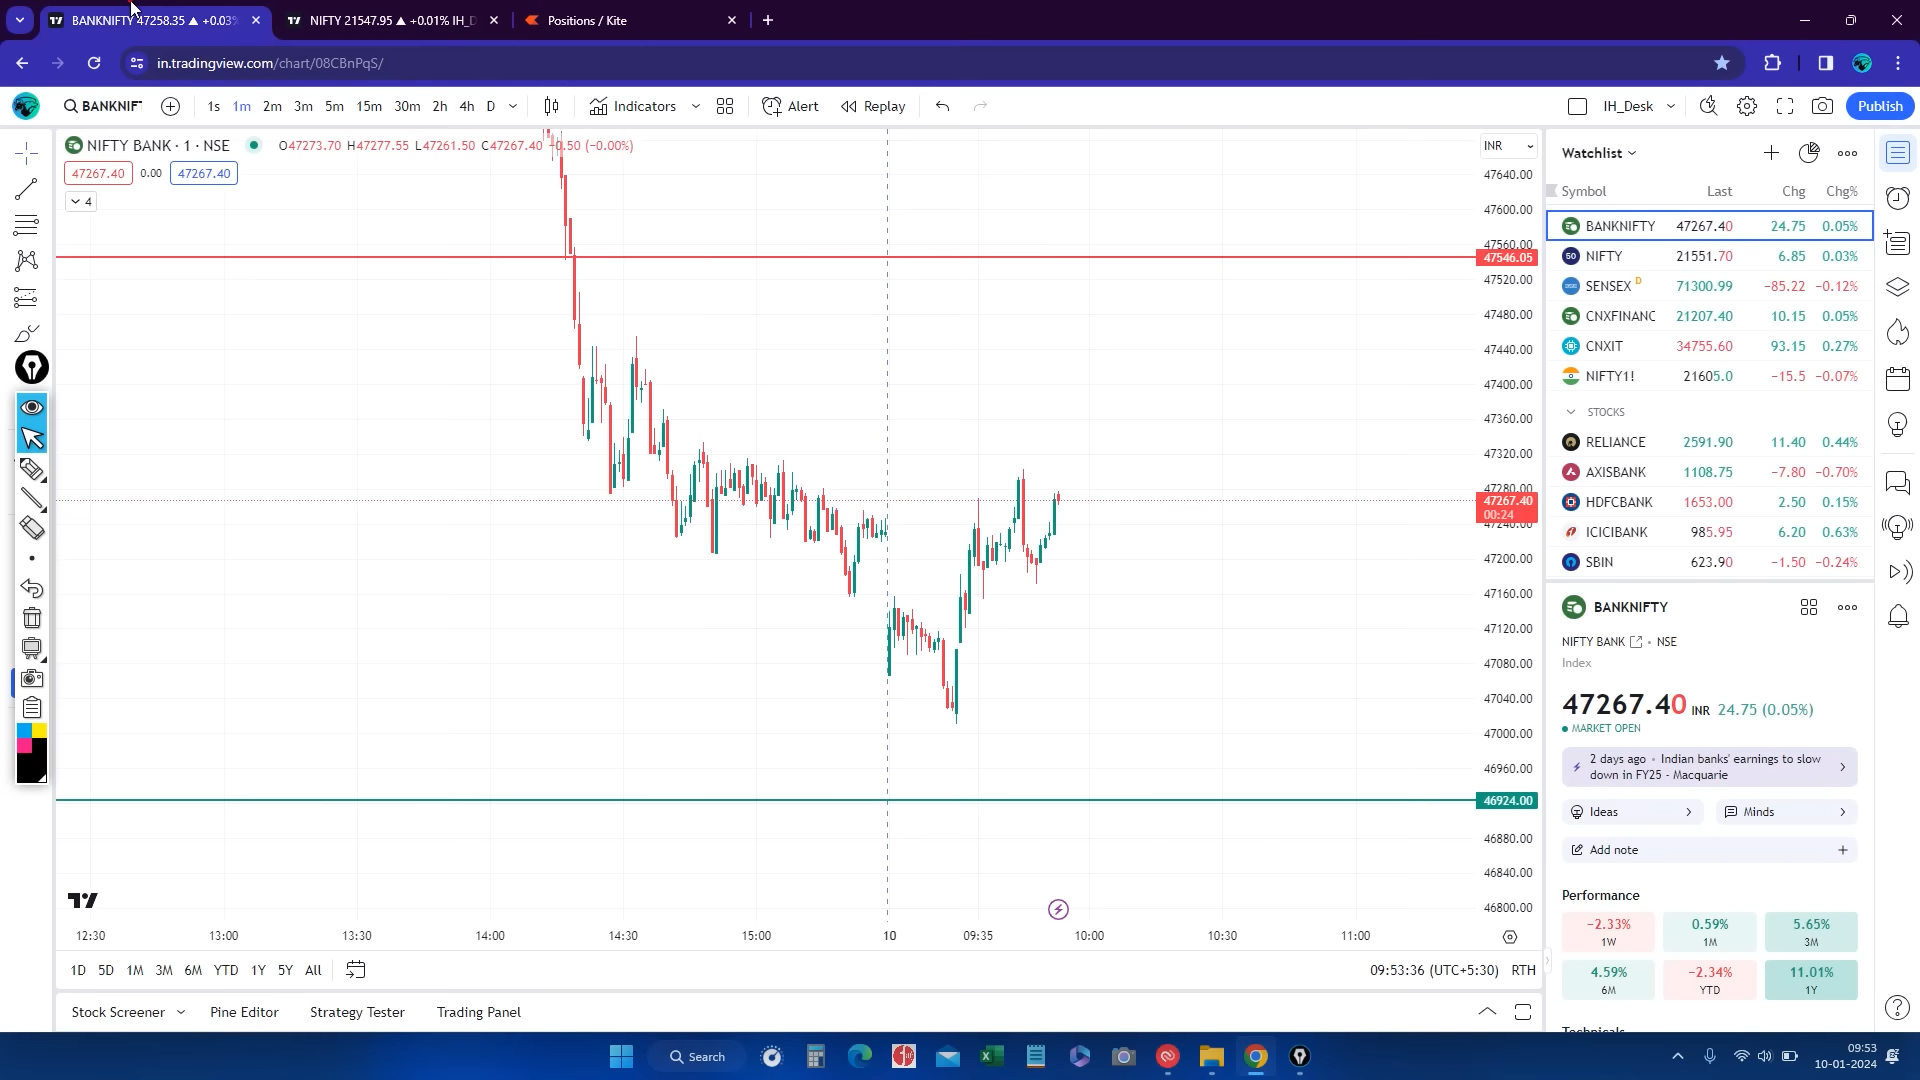 BANKNIFTY 47258.35 ▲ +0.03%
NIFTY 21547.95 ▲ +0.01% IH_D
Positions / Kite
in.tradingview.com/chart/08CBnPqS/
BANKNIF
1s 1m 2m 3m 5m 15m 30m 2h 4h D
Indicators
Alert
Replay
IH_Desk
Publish
NIFTY BANK · 1 · NSE
O47273.70 H47277.55 L47261.50 C47267.40 −0.50 (−0.00%)
INR
47267.40 0.00 47267.40
4
47640.00
47600.00
47560.00
47546.05
47520.00
47480.00
47440.00
47400.00
47360.00
47320.00
47280.00
47267.40
00:24
47240.00
47200.00
47160.00
47120.00
47080.00
47040.00
47000.00
46960.00
46924.00
46880.00
46840.00
46800.00
12:30 13:00 13:30 14:00 14:30 15:00 10 09:35 10:00 10:30 11:00
1D 5D 1M 3M 6M YTD 1Y 5Y All
09:53:36 (UTC+5:30) RTH
Stock Screener Pine Editor Strategy Tester Trading Panel
Watchlist
Symbol Last Chg Chg%
BANKNIFTY 47267.40 24.75 0.05%
NIFTY 21551.70 6.85 0.03%
SENSEX D 71300.99 −85.22 −0.12%
CNXFINANC 21207.40 10.15 0.05%
CNXIT 34755.60 93.15 0.27%
NIFTY1! 21605.0 −15.5 −0.07%
STOCKS
RELIANCE 2591.90 11.40 0.44%
AXISBANK 1108.75 −7.80 −0.70%
HDFCBANK 1653.00 2.50 0.15%
ICICIBANK 985.95 6.20 0.63%
SBIN 623.90 −1.50 −0.24%
BANKNIFTY
NIFTY BANK • NSE
Index
47267.40 INR 24.75 (0.05%)
MARKET OPEN
2 days ago • Indian banks' earnings to slow
down in FY25 - Macquarie
Ideas
Minds
Add note
Performance
−2.33% 0.59% 5.65%
1W 1M 3M
4.59% −2.34% 11.01%
6M YTD 1Y
Technicals
Search
09:53
10-01-2024